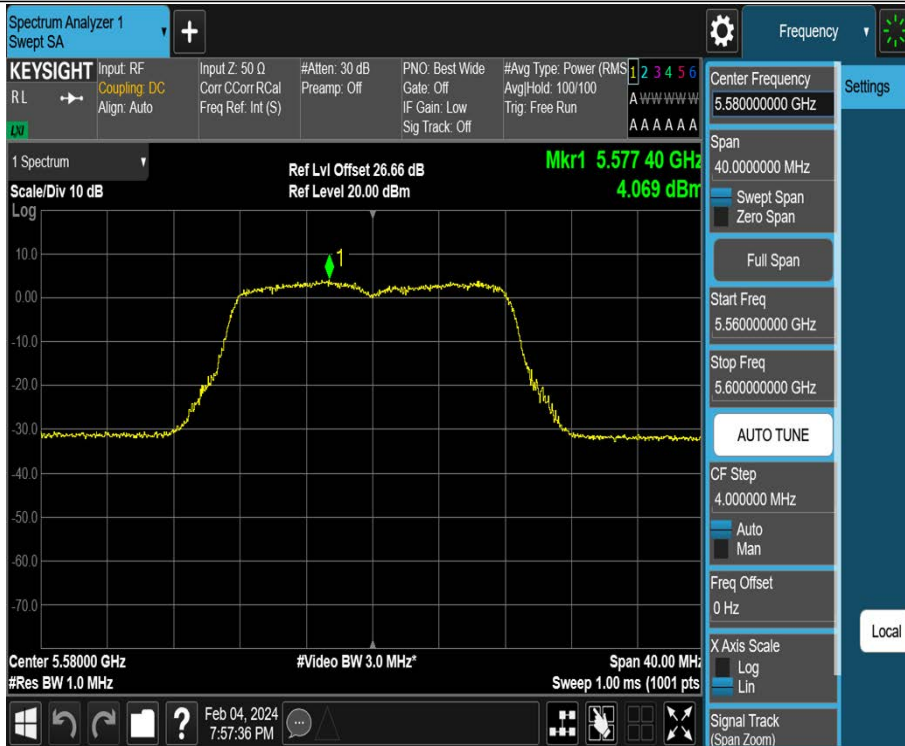 Spectrum Analyzer 1
Swept SA
Frequency
KEYSIGHT
R L
LXI
Input: RF
Coupling: DC
Align: Auto
Input Z: 50 Ω
Corr CCorr RCal
Freq Ref: Int (S)
#Atten: 30 dB
Preamp: Off
PNO: Best Wide
Gate: Off
IF Gain: Low
Sig Track: Off
#Avg Type: Power (RMS
Avg|Hold: 100/100
Trig: Free Run
1 2 3 4 5 6
A W W W W W
A A A A A A
Center Frequency
5.580000000 GHz
Settings
Span
40.0000000 MHz
Swept Span
Zero Span
Full Span
Start Freq
5.560000000 GHz
Stop Freq
5.600000000 GHz
AUTO TUNE
CF Step
4.000000 MHz
Auto
Man
Freq Offset
0 Hz
X Axis Scale
Log
Lin
Local
Signal Track
(Span Zoom)
1 Spectrum
Scale/Div 10 dB
Log
Ref Lvl Offset 26.66 dB
Ref Level 20.00 dBm
Mkr1 5.577 40 GHz
4.069 dBm
1
10.0
0.00
-10.0
-20.0
-30.0
-40.0
-50.0
-60.0
-70.0
Center 5.58000 GHz
#Res BW 1.0 MHz
#Video BW 3.0 MHz*
Span 40.00 MHz
Sweep 1.00 ms (1001 pts
Feb 04, 2024
7:57:36 PM